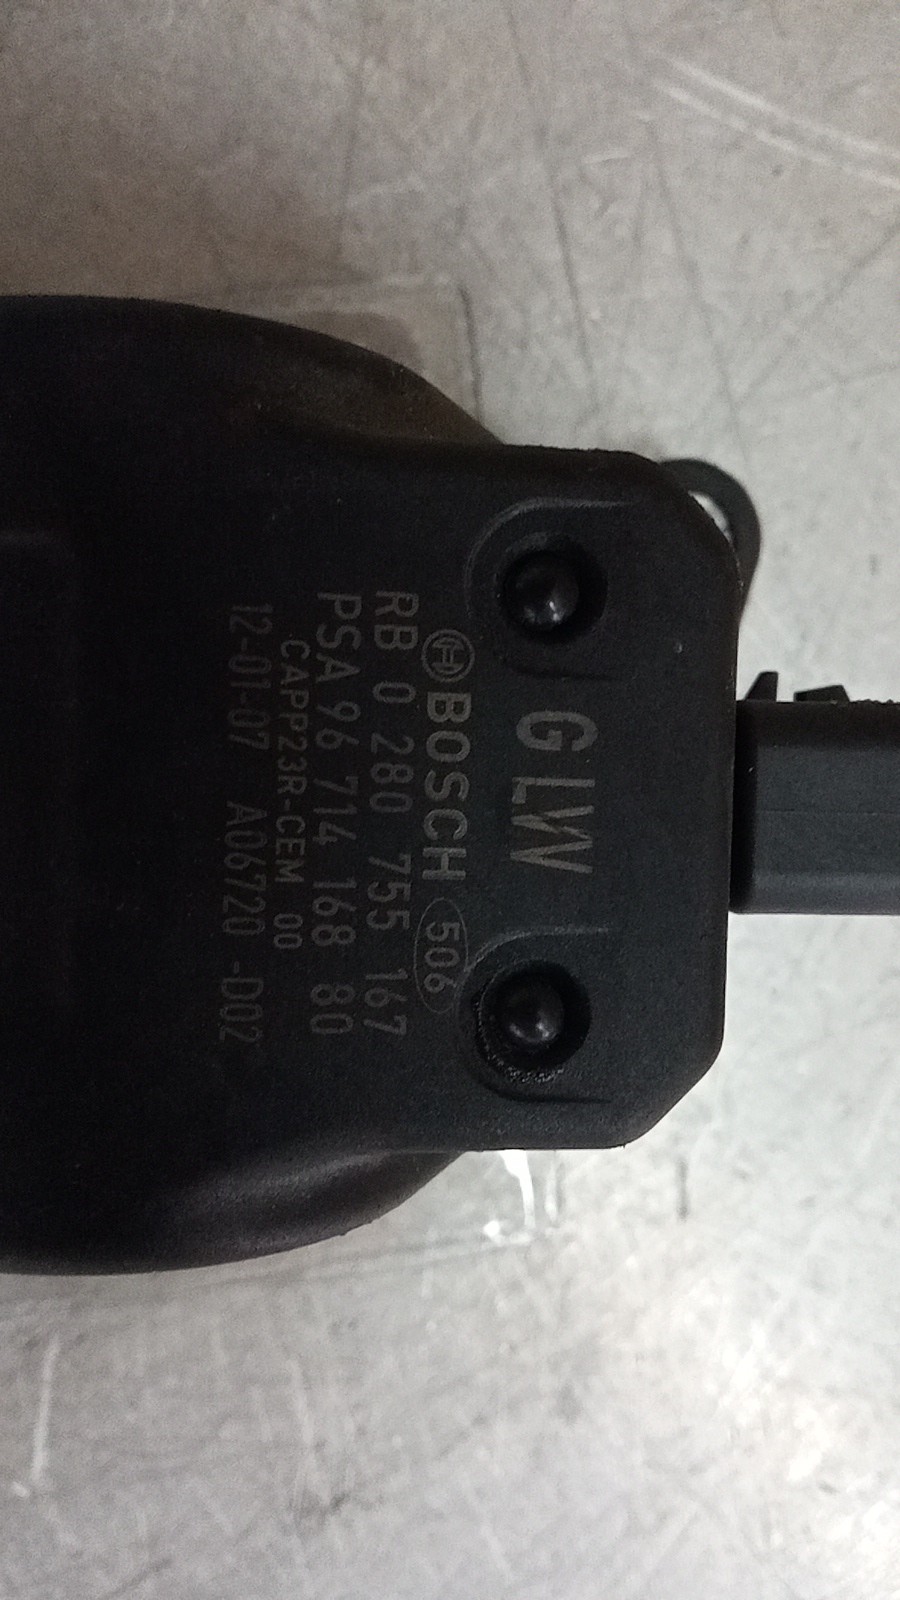 GLW
BOSCH 506
RB 0 280 755 167
PSA 96 714 168 80
CAPP23R-CEM 00
12-01-07 A06720 -D02